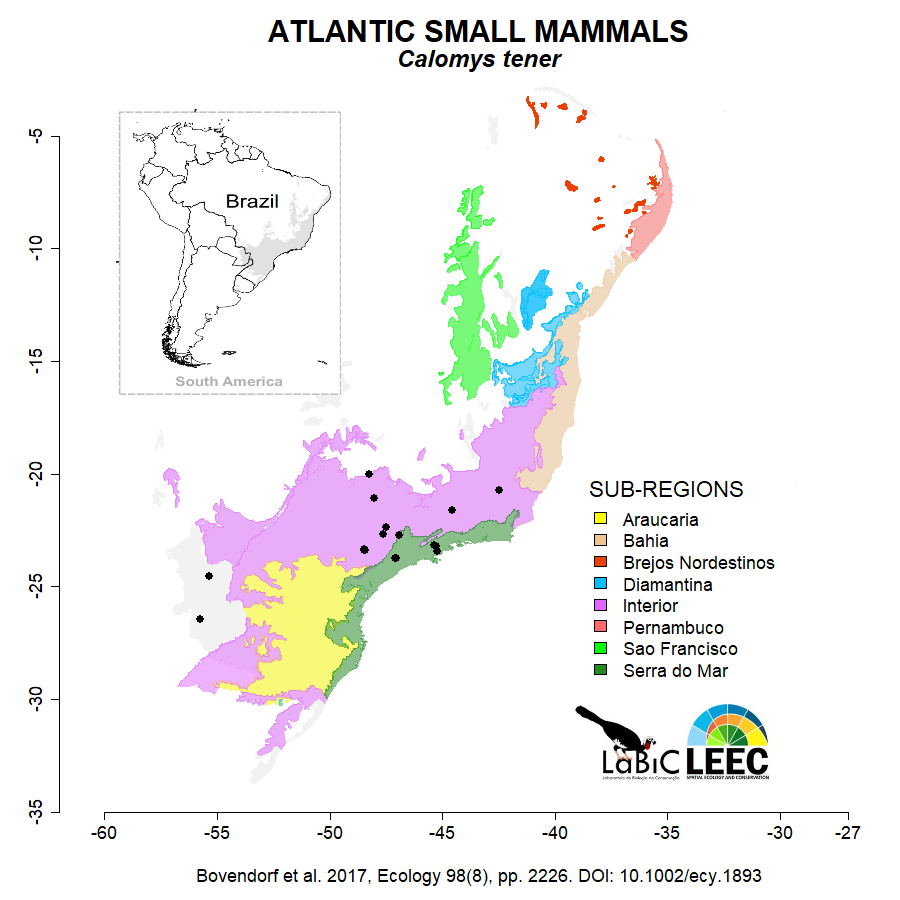 ATLANTIC SMALL MAMMALS
Calomys tener
-5
-10
-15
-20
-25
-30
-35
Brazil
South America
SUB-REGIONS
Araucaria
Bahia
Brejos Nordestinos
Diamantina
Interior
Pernambuco
Sao Francisco
Serra do Mar
LaBiC
Laboratório de Biologia da Conservação
LEEC
SPATIAL ECOLOGY AND CONSERVATION
-60 -55 -50 -45 -40 -35 -30 -27
Bovendorf et al. 2017, Ecology 98(8), pp. 2226. DOI: 10.1002/ecy.1893